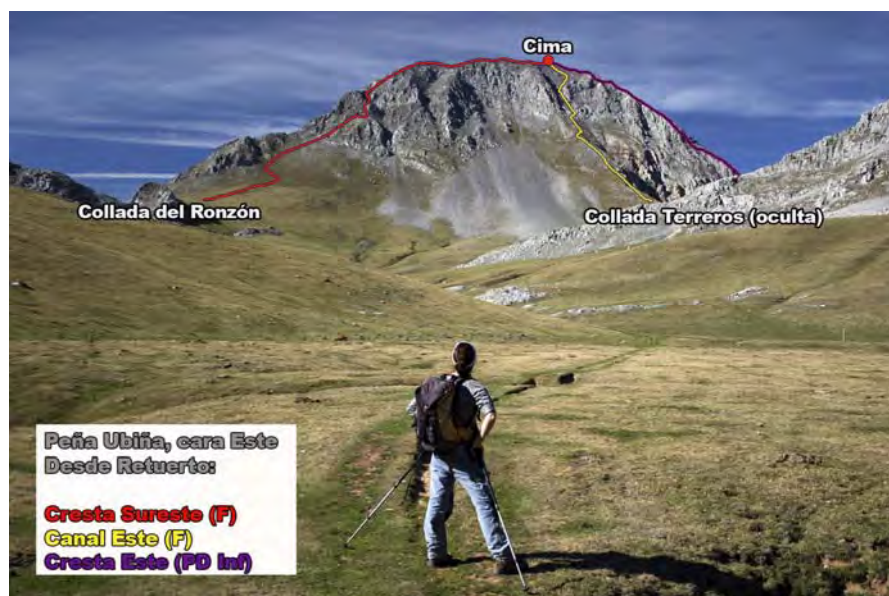 Cima
Collada del Ronzón
Collada Terreros (oculta)
Peña Ubiña, cara Este
Desde Retuerto:
Cresta Sureste (F)
Canal Este (F)
Cresta Este (PD Inf)